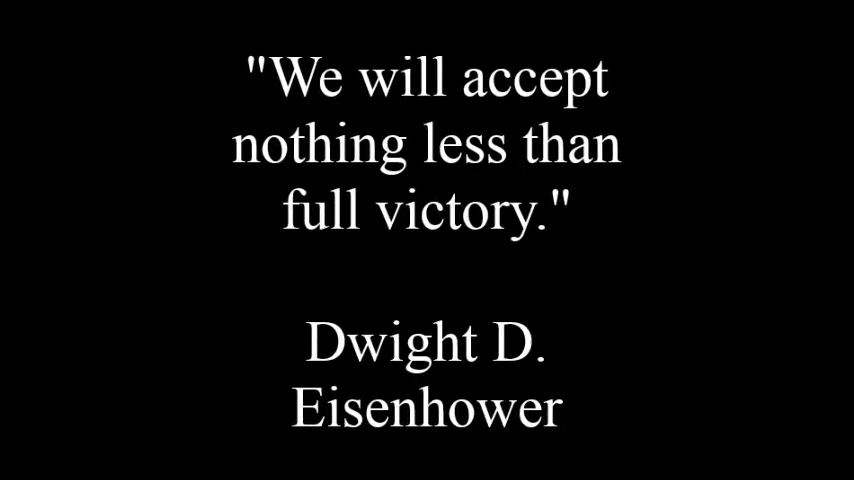 "We will accept
nothing less than
full victory."
Dwight D.
Eisenhower